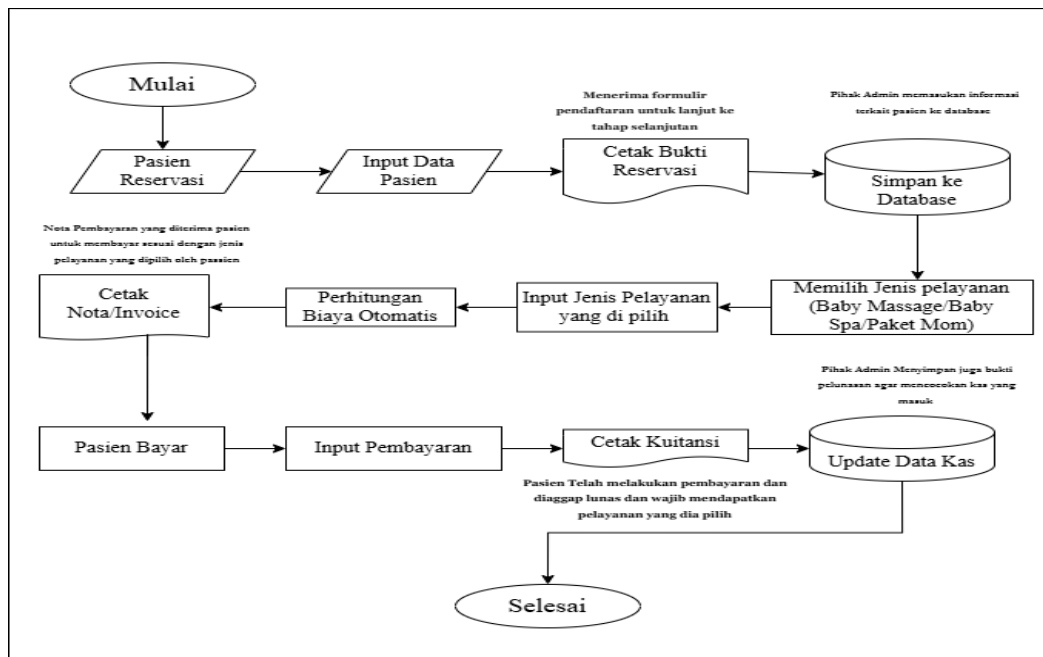 Mulai
Menerima formulir
pendaftaran untuk lanjut ke
tahap selanjutan
Pihak Admin memasukan informasi
terkait pasien ke database
Pasien
Reservasi
Input Data
Pasien
Cetak Bukti
Reservasi
Simpan ke
Database
Nota Pembayaran yang diterima pasien
untuk membayar sesuai dengan jenis
pelayanan yang dipilih oleh passien
Cetak
Nota/Invoice
Perhitungan
Biaya Otomatis
Input Jenis Pelayanan
yang di pilih
Memilih Jenis pelayanan
(Baby Massage/Baby
Spa/Paket Mom)
Pihak Admin Menyimpan juga bukti
pelunasan agar mencocokan kas yang
masuk
Pasien Bayar
Input Pembayaran
Cetak Kuitansi
Update Data Kas
Pasien Telah melakukan pembayaran dan
diaggap lunas dan wajib mendapatkan
pelayanan yang dia pilih
Selesai